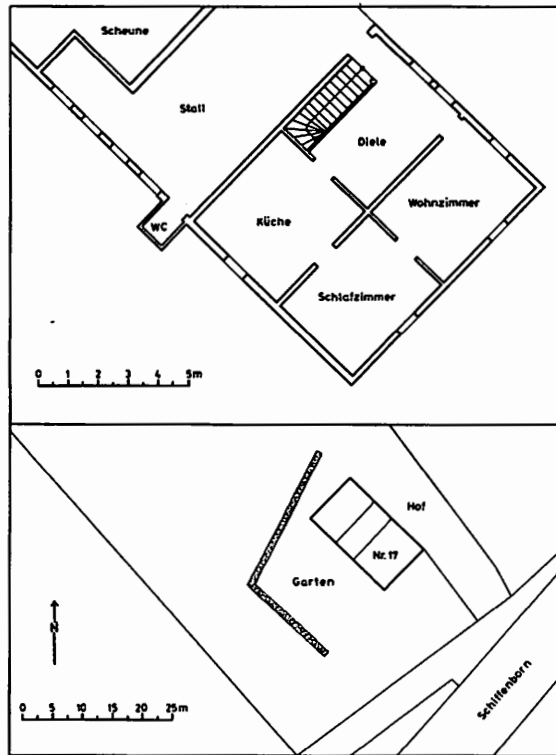 Scheune
Stall
Diele
Küche
Wohnzimmer
WC
Schlafzimmer
0 1 2 3 4 5m
Hof
Nr. 17
Garten
N
Schiffenborn
0 5 10 15 20 25m